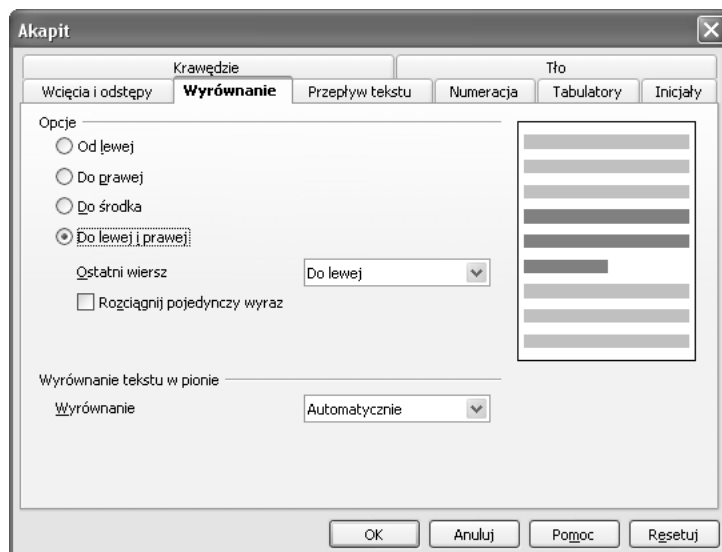 Akapit
Krawędzie Tło
Wcięcia i odstępy Wyrównanie Przepływ tekstu Numeracja Tabulatory Inicjały
Opcje
Od lewej
Do prawej
Do środka
Do lewej i prawej
Ostatni wiersz Do lewej
Rozciągnij pojedynczy wyraz
Wyrównanie tekstu w pionie
Wyrównanie Automatycznie
OK Anuluj Pomoc Resetuj